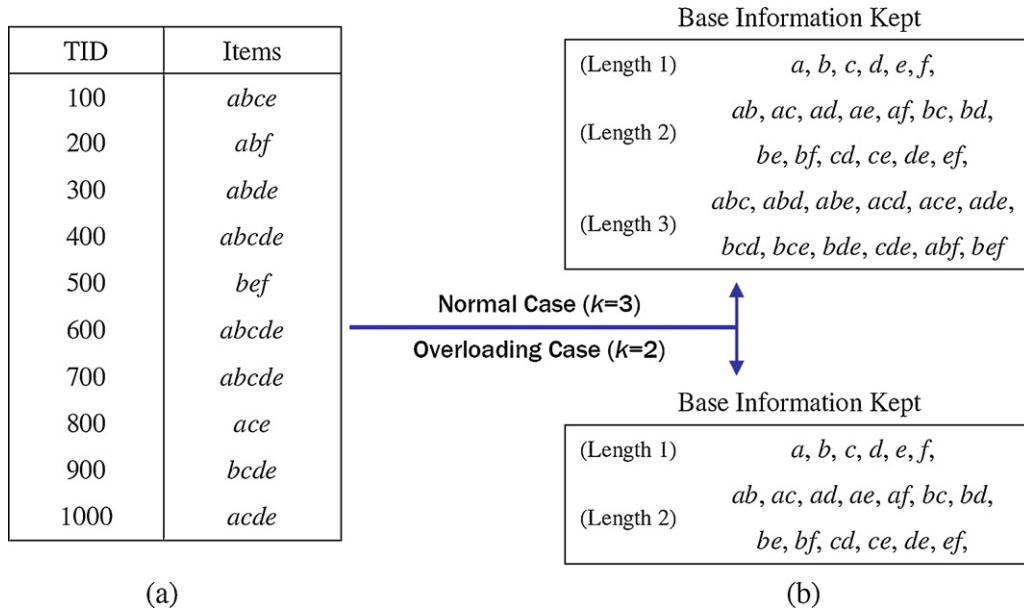 TID Items
100 abce
200 abf
300 abde
400 abcde
500 bef
600 abcde
700 abcde
800 ace
900 bcde
1000 acde
(a)
Normal Case (k=3)
Overloading Case (k=2)
Base Information Kept
(Length 1) a, b, c, d, e, f,
(Length 2) ab, ac, ad, ae, af, bc, bd,
be, bf, cd, ce, de, ef,
(Length 3) abc, abd, abe, acd, ace, ade,
bcd, bce, bde, cde, abf, bef
Base Information Kept
(Length 1) a, b, c, d, e, f,
(Length 2) ab, ac, ad, ae, af, bc, bd,
be, bf, cd, ce, de, ef,
(b)